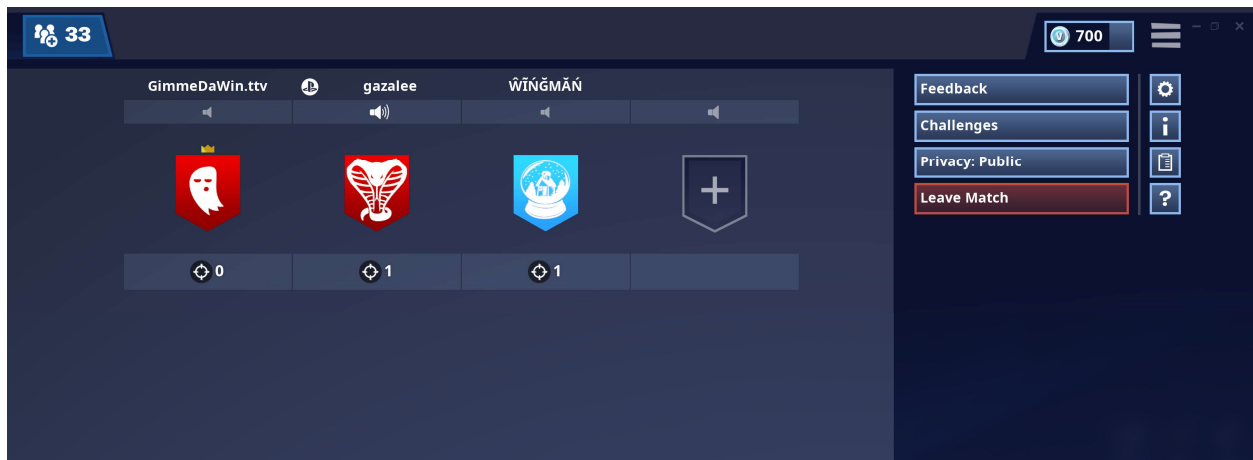 33
700
GimmeDaWin.ttv gazalee ŴĨŃĞMĂŃ
0 1 1
Feedback
Challenges
Privacy: Public
Leave Match